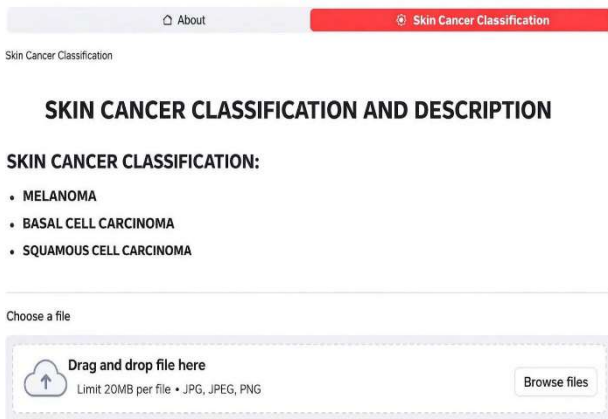 About
Skin Cancer Classification
Skin Cancer Classification
SKIN CANCER CLASSIFICATION AND DESCRIPTION
SKIN CANCER CLASSIFICATION:
• MELANOMA
• BASAL CELL CARCINOMA
• SQUAMOUS CELL CARCINOMA
Choose a file
Drag and drop file here
Limit 20MB per file • JPG, JPEG, PNG
Browse files